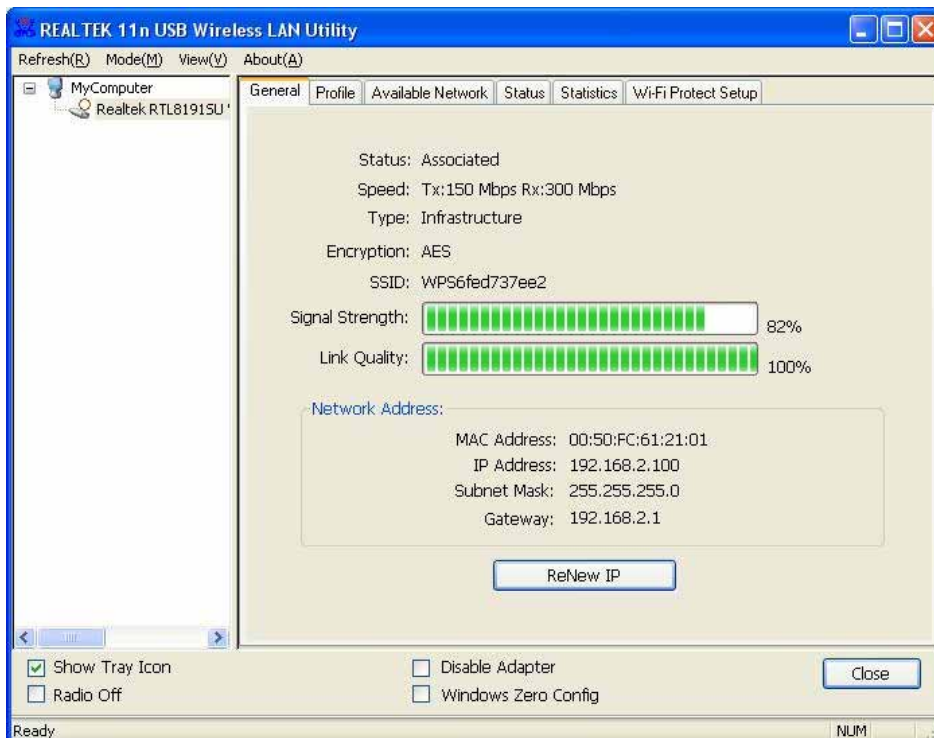 REALTEK 11n USB Wireless LAN Utility
Refresh(R) Mode(M) View(V) About(A)
MyComputer
Realtek RTL8191SU
General Profile Available Network Status Statistics Wi-Fi Protect Setup
Status: Associated
Speed: Tx:150 Mbps Rx:300 Mbps
Type: Infrastructure
Encryption: AES
SSID: WPS6fed737ee2
Signal Strength: 82%
Link Quality: 100%
Network Address:
MAC Address: 00:50:FC:61:21:01
IP Address: 192.168.2.100
Subnet Mask: 255.255.255.0
Gateway: 192.168.2.1
ReNew IP
Show Tray Icon Disable Adapter
Radio Off Windows Zero Config
Close
Ready NUM